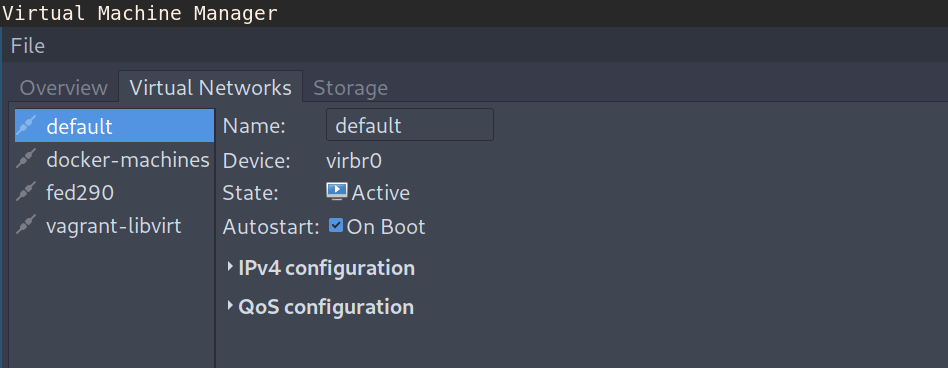 Virtual Machine Manager
File
Overview Virtual Networks Storage
default
docker-machines
fed290
vagrant-libvirt
Name: default
Device: virbr0
State: Active
Autostart: On Boot
IPv4 configuration
QoS configuration